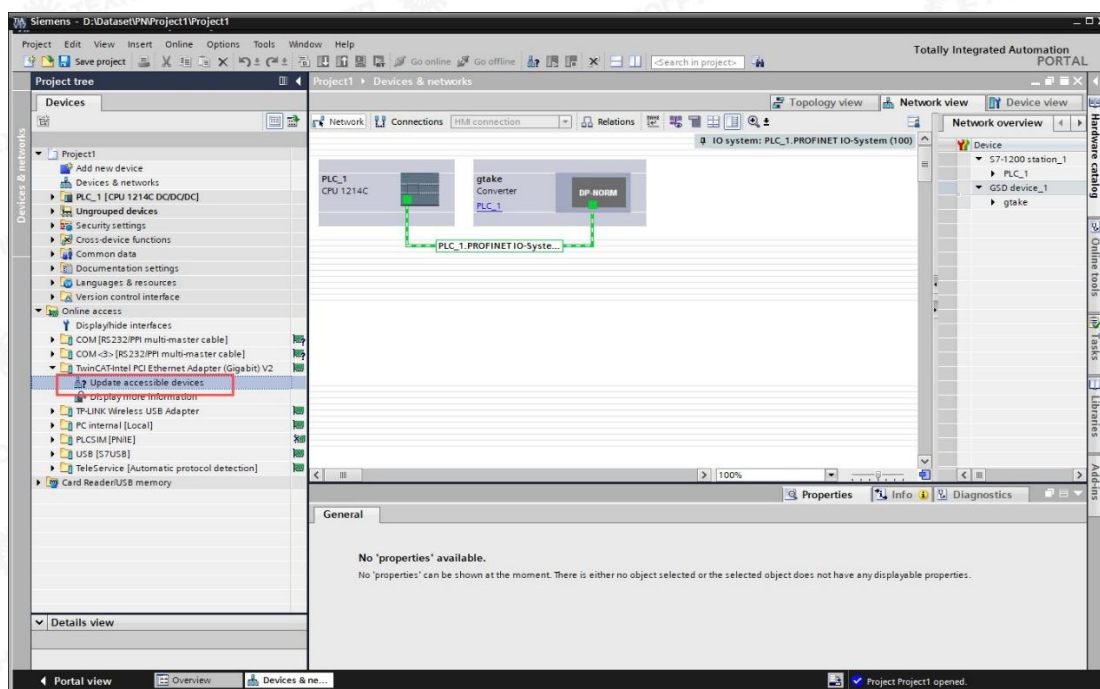 Siemens - D:\Dataset\PN\Project1\Project1
Project Edit View Insert Online Options Tools Window Help
Save project
Go online
Go offline
<Search in project>
Totally Integrated Automation
PORTAL
Project tree
Project1 ▸ Devices & networks
Devices
Topology view
Network view
Device view
Network
Connections
HMI connection
Relations
Network overview
IO system: PLC_1.PROFINET IO-System (100)
Project1
Add new device
Devices & networks
PLC_1 [CPU 1214C DC/DC/DC]
Ungrouped devices
Security settings
Cross-device functions
Common data
Documentation settings
Languages & resources
Version control interface
Online access
Display/hide interfaces
COM [RS232/PPI multi-master cable]
COM <3> [RS232/PPI multi-master cable]
TwinCAT-Intel PCI Ethernet Adapter (Gigabit) V2
Update accessible devices
Display more information
TP-LINK Wireless USB Adapter
PC internal [Local]
PLCSIM [PN/IE]
USB [S7USB]
TeleService [Automatic protocol detection]
Card Reader/USB memory
Devices & networks
PLC_1
CPU 1214C
gtake
Converter
PLC_1
DP-NORM
PLC_1.PROFINET IO-Syste...
Device
S7-1200 station_1
PLC_1
GSD device_1
gtake
Hardware catalog
Online tools
Tasks
Libraries
Add-ins
100%
Properties
Info
Diagnostics
General
No 'properties' available.
No 'properties' can be shown at the moment. There is either no object selected or the selected object does not have any displayable properties.
Details view
Portal view
Overview
Devices & ne...
Project Project1 opened.